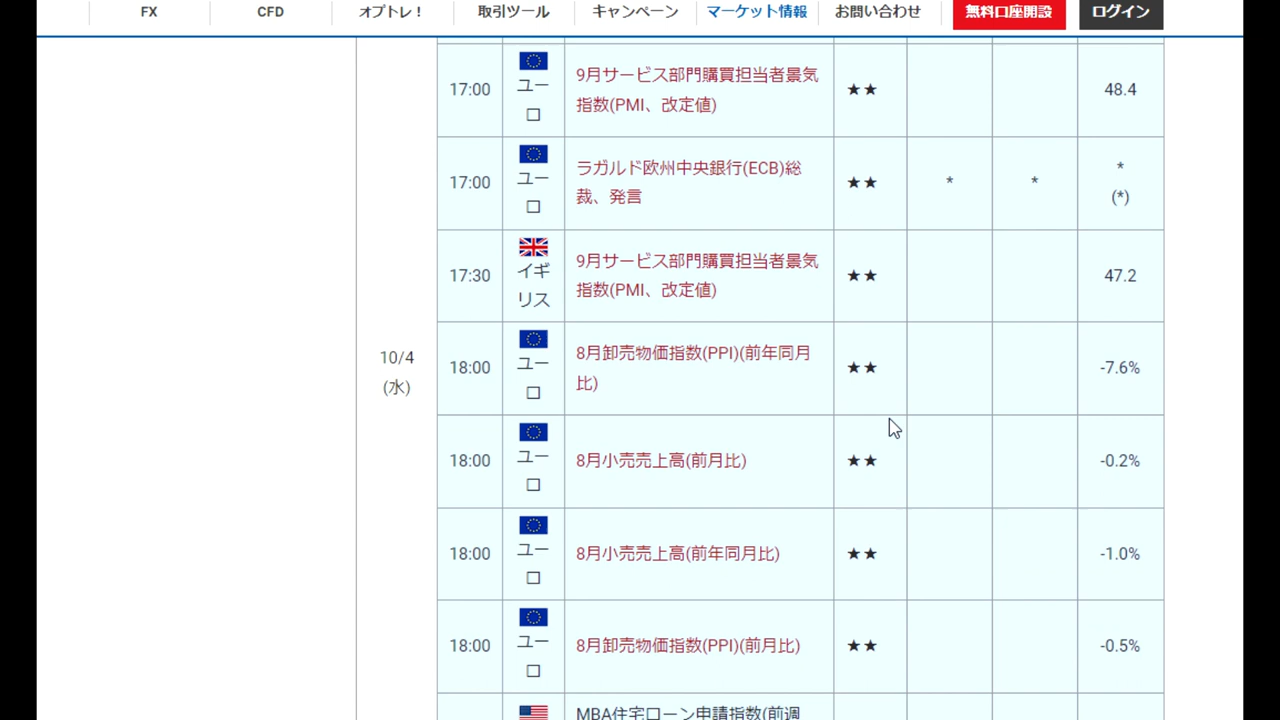 FX CFD オプトレ！ 取引ツール キャンペーン マーケット情報 お問い合わせ 無料口座開設 ログイン
17:00 ユーロ 9月サービス部門購買担当者景気指数(PMI、改定値) ★★ 48.4
17:00 ユーロ ラガルド欧州中央銀行(ECB)総裁、発言 ★★ * * * (*)
17:30 イギリス 9月サービス部門購買担当者景気指数(PMI、改定値) ★★ 47.2
10/4 (水)
18:00 ユーロ 8月卸売物価指数(PPI)(前年同月比) ★★ -7.6%
18:00 ユーロ 8月小売売上高(前月比) ★★ -0.2%
18:00 ユーロ 8月小売売上高(前年同月比) ★★ -1.0%
18:00 ユーロ 8月卸売物価指数(PPI)(前月比) ★★ -0.5%
MBA住宅ローン申請指数(前週